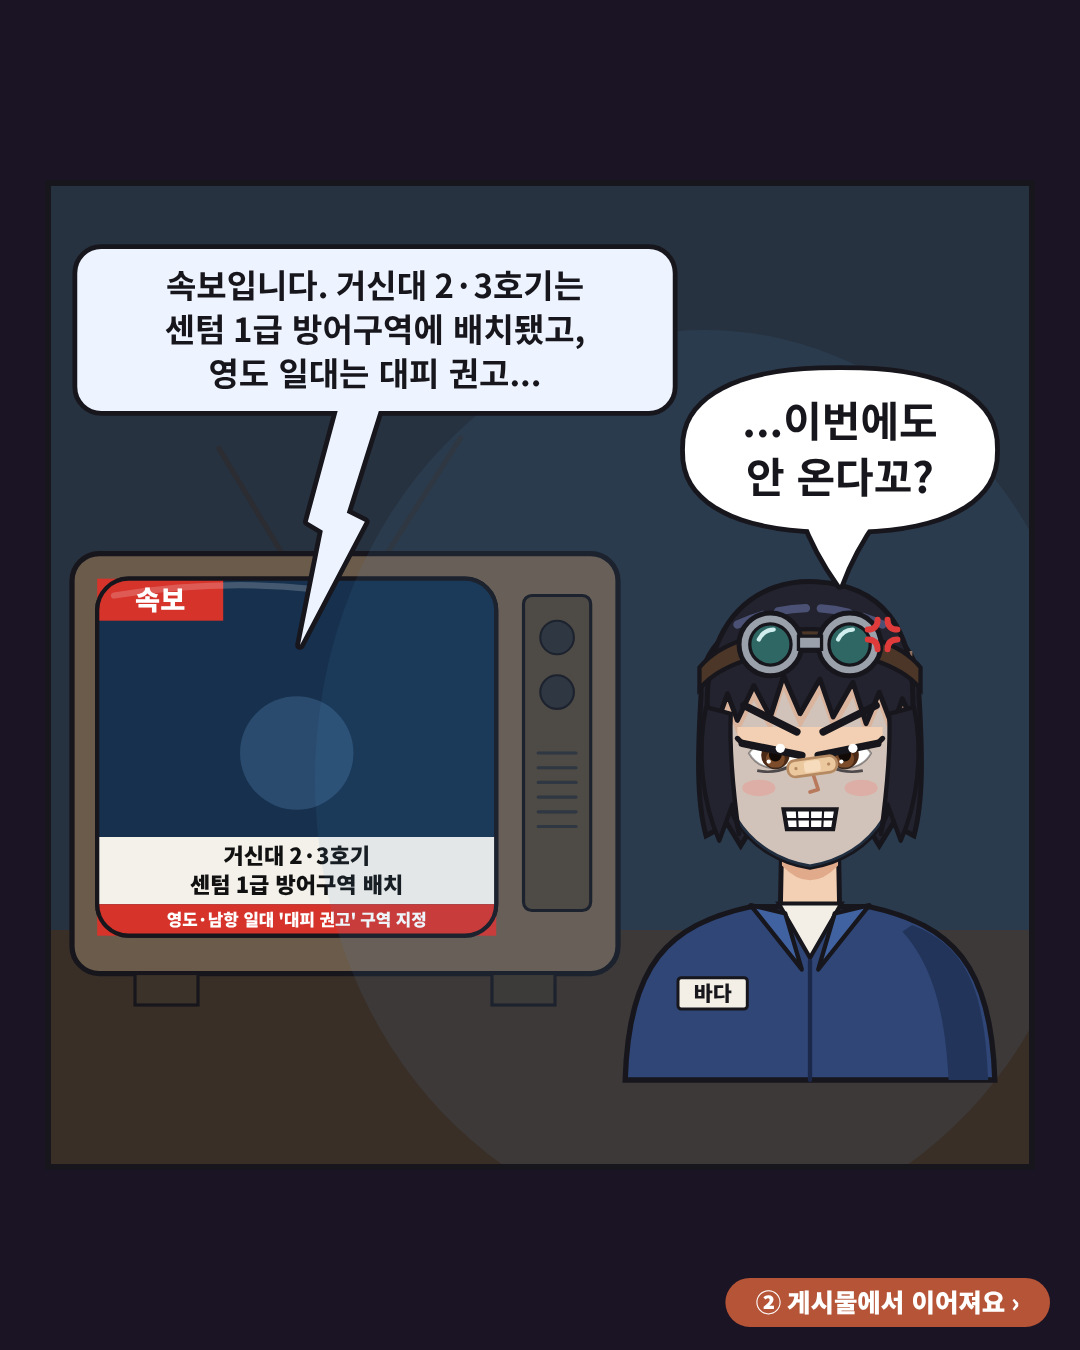 속보입니다. 거신대 2·3호기는
센텀 1급 방어구역에 배치됐고,
영도 일대는 대피 권고...
...이번에도
안 온다꼬?
속보
거신대 2·3호기
센텀 1급 방어구역 배치
영도·남항 일대 '대피 권고' 구역 지정
바다
② 게시물에서 이어져요 ›